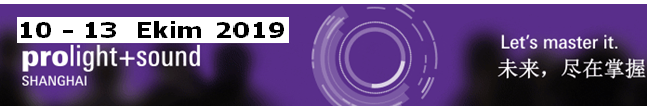 10 - 13 Ekim 2019
prolight+sound
SHANGHAI
Let's master it.
未来，尽在掌握